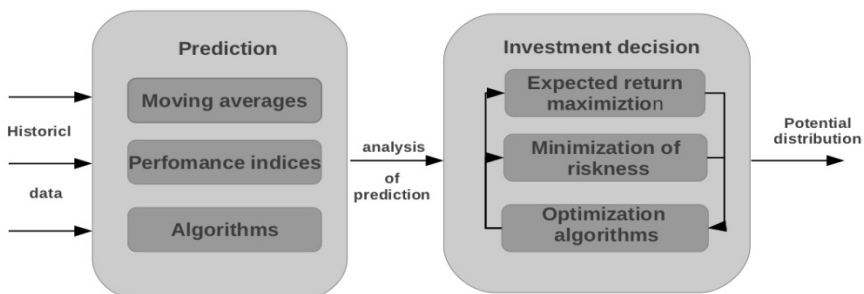 Prediction
Moving averages
Historicl
Perfomance indices
data
Algorithms
analysis
of
prediction
Investment decision
Expected return
maximiztion
Minimization of
riskness
Optimization
algorithms
Potential
distribution